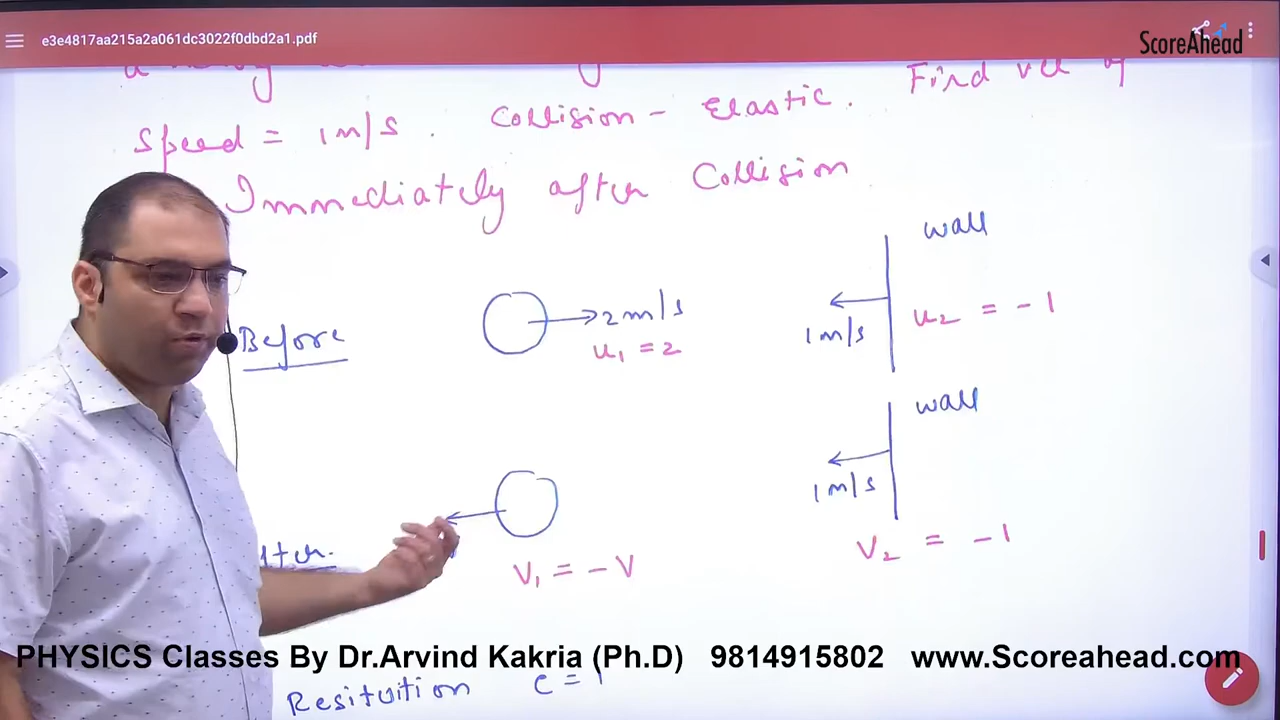 e3e4817aa215a2a061dc3022f0dbd2a1.pdf
ScoreAhead
Find vel of
Speed = 1m/s . Collision - Elastic .
Immediately after Collision
wall
Before
2m/s
u1 = 2
1m/s
u2 = -1
wall
1m/s
V1 = -V
V2 = -1
PHYSICS Classes By Dr.Arvind Kakria (Ph.D) 9814915802 www.Scoreahead.com
Resituition e = 1